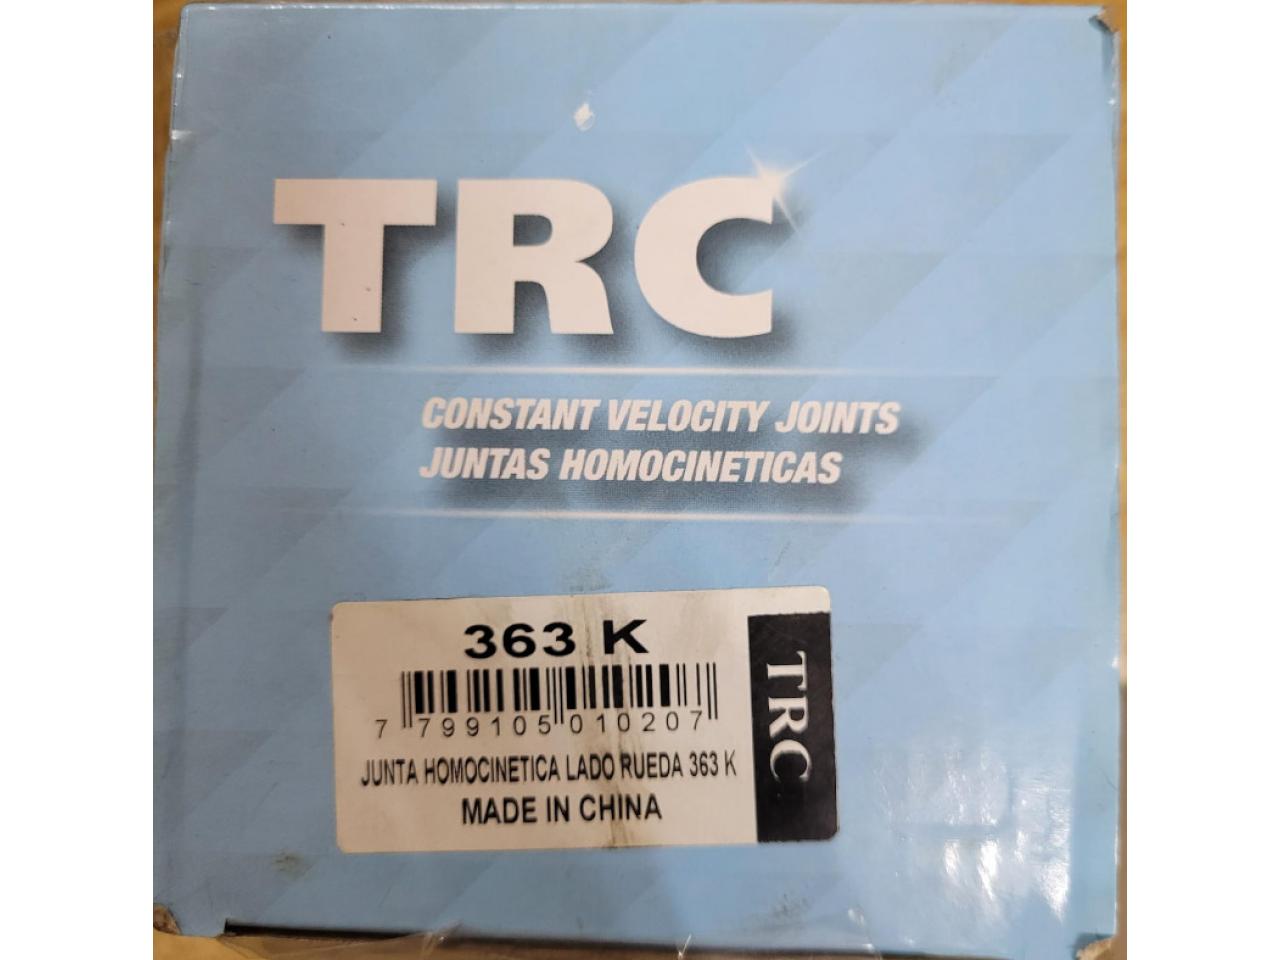 TRC
CONSTANT VELOCITY JOINTS
JUNTAS HOMOCINETICAS
363 K
7 799105 010207
JUNTA HOMOCINETICA LADO RUEDA 363 K
MADE IN CHINA
TRC